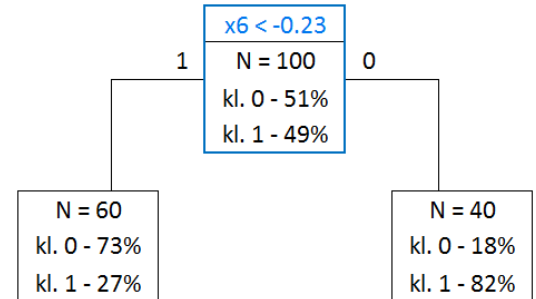 x6 < -0.23
1
N = 100
0
kl. 0 - 51%
kl. 1 - 49%
N = 60
kl. 0 - 73%
kl. 1 - 27%
N = 40
kl. 0 - 18%
kl. 1 - 82%